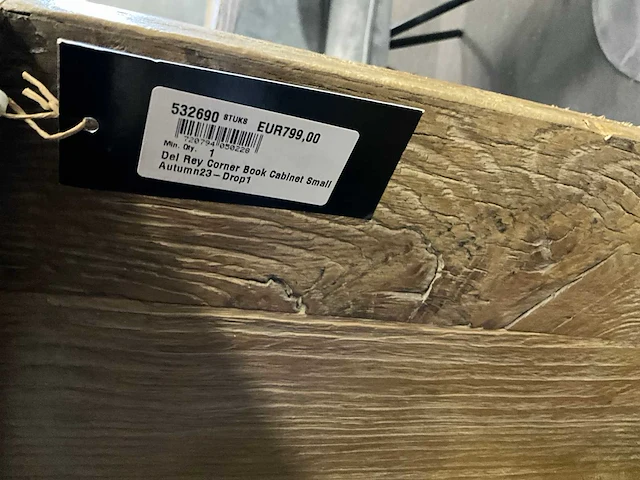 532690 STUKS EUR799,00
Min. Qty. 1
Del Rey Corner Book Cabinet Small
Autumn23-Drop1